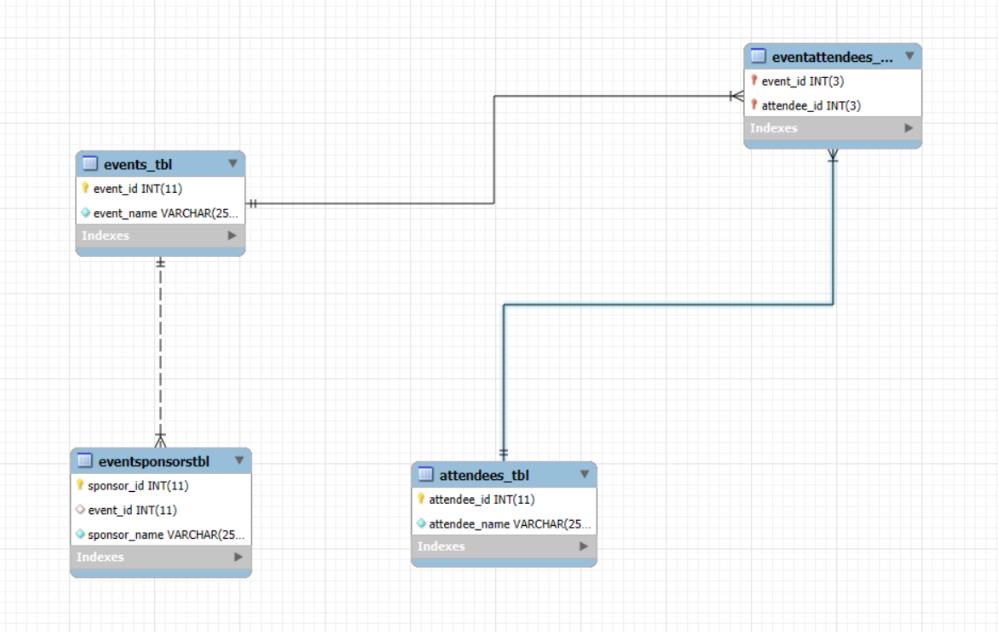 eventattendees_...
event_id INT(3)
attendee_id INT(3)
Indexes
events_tbl
event_id INT(11)
event_name VARCHAR(25...
Indexes
eventsponsorstbl
sponsor_id INT(11)
event_id INT(11)
sponsor_name VARCHAR(25...
Indexes
attendees_tbl
attendee_id INT(11)
attendee_name VARCHAR(25...
Indexes